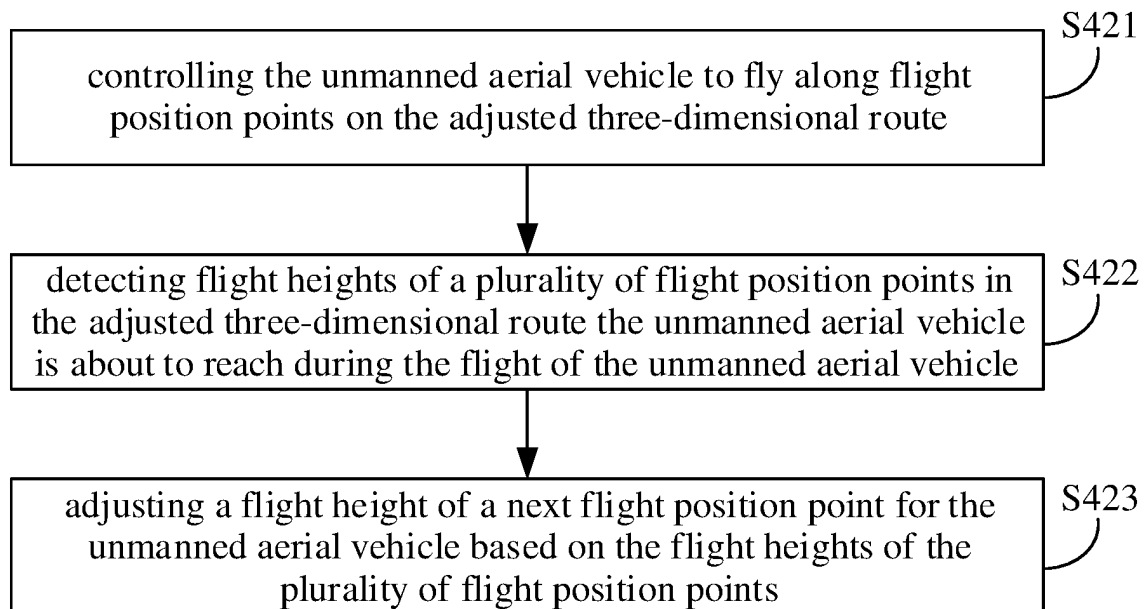 S421
controlling the unmanned aerial vehicle to fly along flight
position points on the adjusted three-dimensional route
S422
detecting flight heights of a plurality of flight position points in
the adjusted three-dimensional route the unmanned aerial vehicle
is about to reach during the flight of the unmanned aerial vehicle
S423
adjusting a flight height of a next flight position point for the
unmanned aerial vehicle based on the flight heights of the
plurality of flight position points